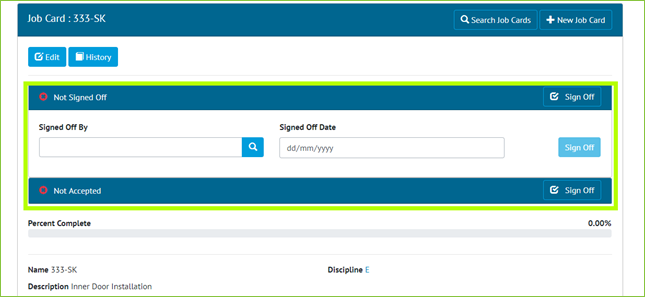 Job Card : 333-SK
Search Job Cards
New Job Card
Edit
History
Not Signed Off
Sign Off
Signed Off By
Signed Off Date
dd/mm/yyyy
Sign Off
Not Accepted
Sign Off
Percent Complete
0.00%
Name 333-SK
Discipline E
Description Inner Door Installation